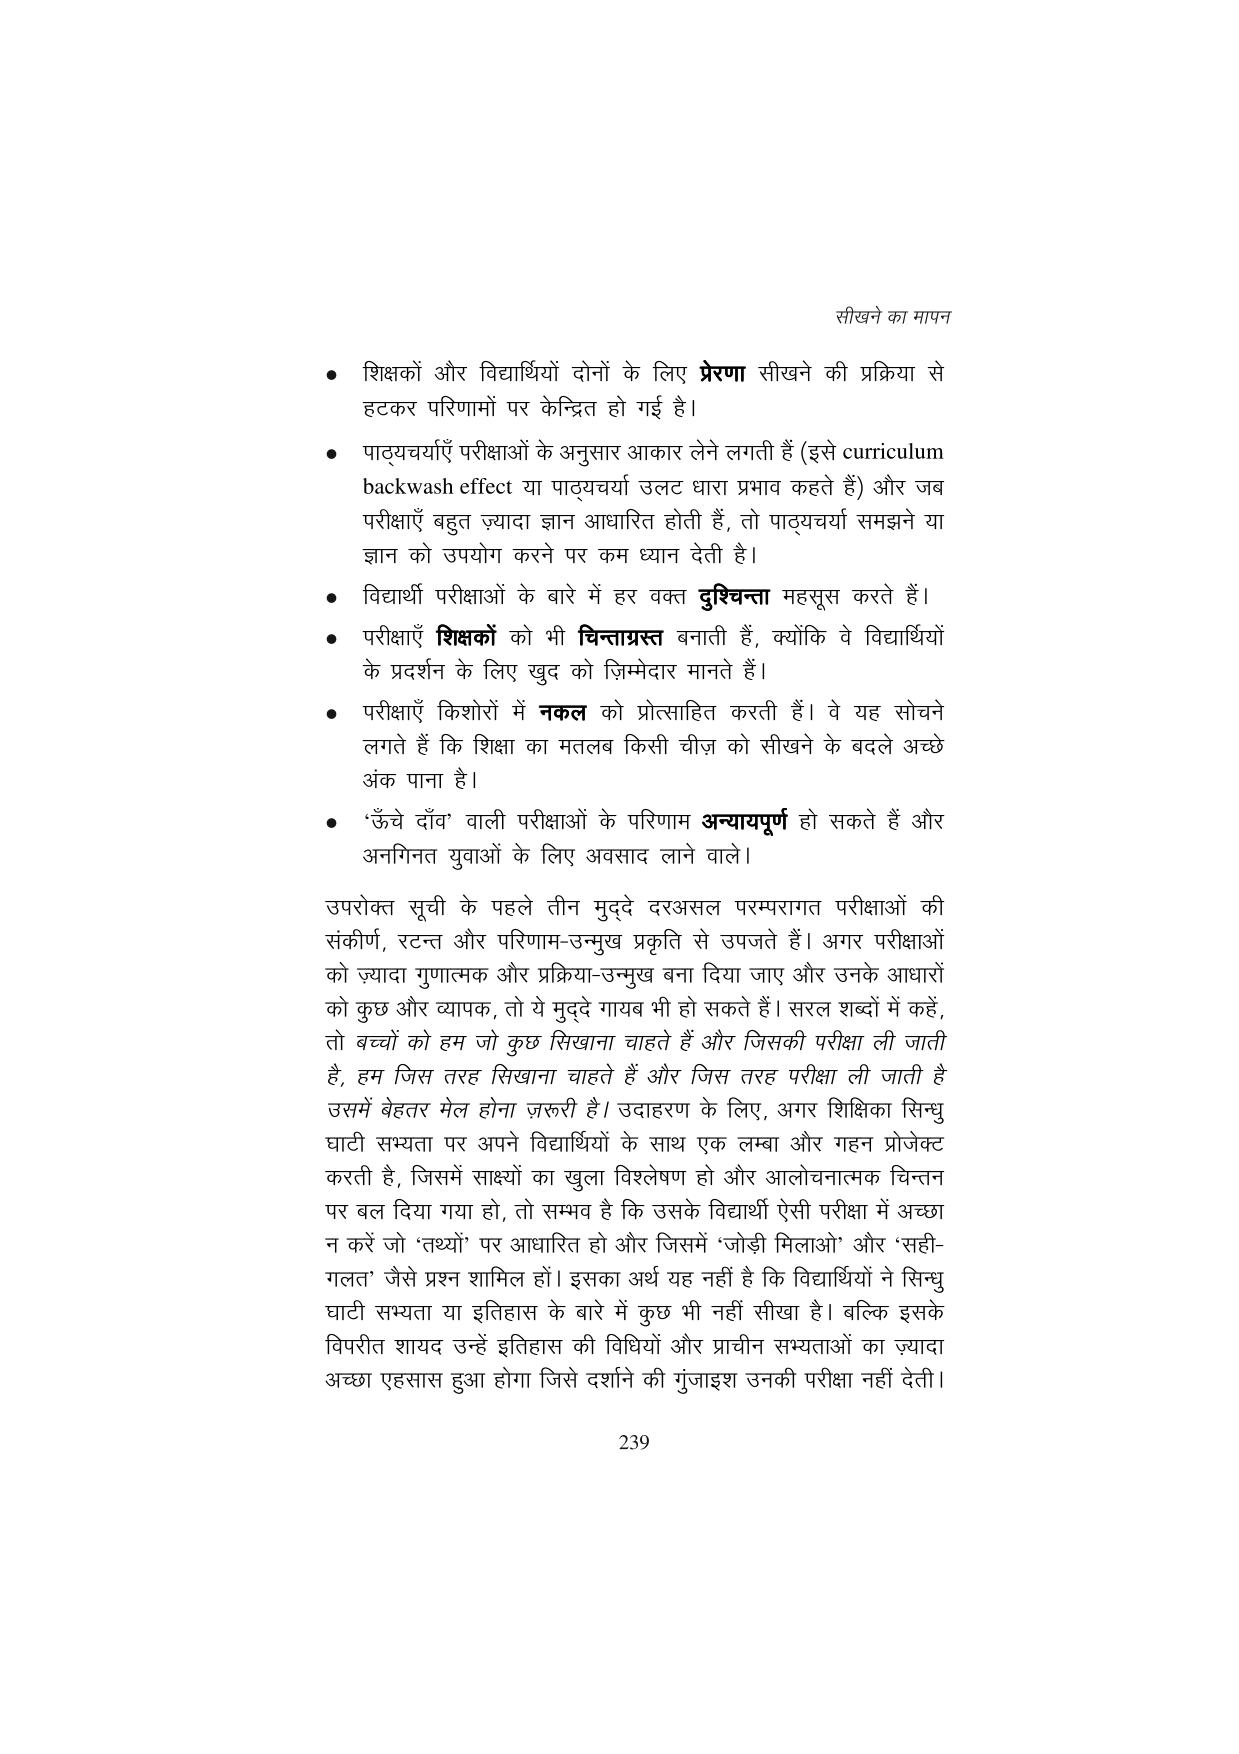 सीखने का मापन
● शिक्षकों और विद्यार्थियों दोनों के लिए प्रेरणा सीखने की प्रक्रिया से
हटकर परिणामों पर केन्द्रित हो गई है।
● पाठ्यचर्याएँ परीक्षाओं के अनुसार आकार लेने लगती हैं (इसे curriculum
backwash effect या पाठ्यचर्या उलट धारा प्रभाव कहते हैं) और जब
परीक्षाएँ बहुत ज़्यादा ज्ञान आधारित होती हैं, तो पाठ्यचर्या समझने या
ज्ञान को उपयोग करने पर कम ध्यान देती है।
● विद्यार्थी परीक्षाओं के बारे में हर वक्त दुश्चिन्ता महसूस करते हैं।
● परीक्षाएँ शिक्षकों को भी चिन्ताग्रस्त बनाती हैं, क्योंकि वे विद्यार्थियों
के प्रदर्शन के लिए खुद को ज़िम्मेदार मानते हैं।
● परीक्षाएँ किशोरों में नकल को प्रोत्साहित करती हैं। वे यह सोचने
लगते हैं कि शिक्षा का मतलब किसी चीज़ को सीखने के बदले अच्छे
अंक पाना है।
● ‘ऊँचे दाँव’ वाली परीक्षाओं के परिणाम अन्यायपूर्ण हो सकते हैं और
अनगिनत युवाओं के लिए अवसाद लाने वाले।
उपरोक्त सूची के पहले तीन मुद्दे दरअसल परम्परागत परीक्षाओं की
संकीर्ण, रटन्त और परिणाम-उन्मुख प्रकृति से उपजते हैं। अगर परीक्षाओं
को ज़्यादा गुणात्मक और प्रक्रिया-उन्मुख बना दिया जाए और उनके आधारों
को कुछ और व्यापक, तो ये मुद्दे गायब भी हो सकते हैं। सरल शब्दों में कहें,
तो बच्चों को हम जो कुछ सिखाना चाहते हैं और जिसकी परीक्षा ली जाती
है, हम जिस तरह सिखाना चाहते हैं और जिस तरह परीक्षा ली जाती है
उसमें बेहतर मेल होना ज़रूरी है। उदाहरण के लिए, अगर शिक्षिका सिन्धु
घाटी सभ्यता पर अपने विद्यार्थियों के साथ एक लम्बा और गहन प्रोजेक्ट
करती है, जिसमें साक्ष्यों का खुला विश्लेषण हो और आलोचनात्मक चिन्तन
पर बल दिया गया हो, तो सम्भव है कि उसके विद्यार्थी ऐसी परीक्षा में अच्छा
न करें जो ‘तथ्यों’ पर आधारित हो और जिसमें ‘जोड़ी मिलाओ’ और ‘सही-
गलत’ जैसे प्रश्न शामिल हों। इसका अर्थ यह नहीं है कि विद्यार्थियों ने सिन्धु
घाटी सभ्यता या इतिहास के बारे में कुछ भी नहीं सीखा है। बल्कि इसके
विपरीत शायद उन्हें इतिहास की विधियों और प्राचीन सभ्यताओं का ज़्यादा
अच्छा एहसास हुआ होगा जिसे दर्शाने की गुंजाइश उनकी परीक्षा नहीं देती।
239